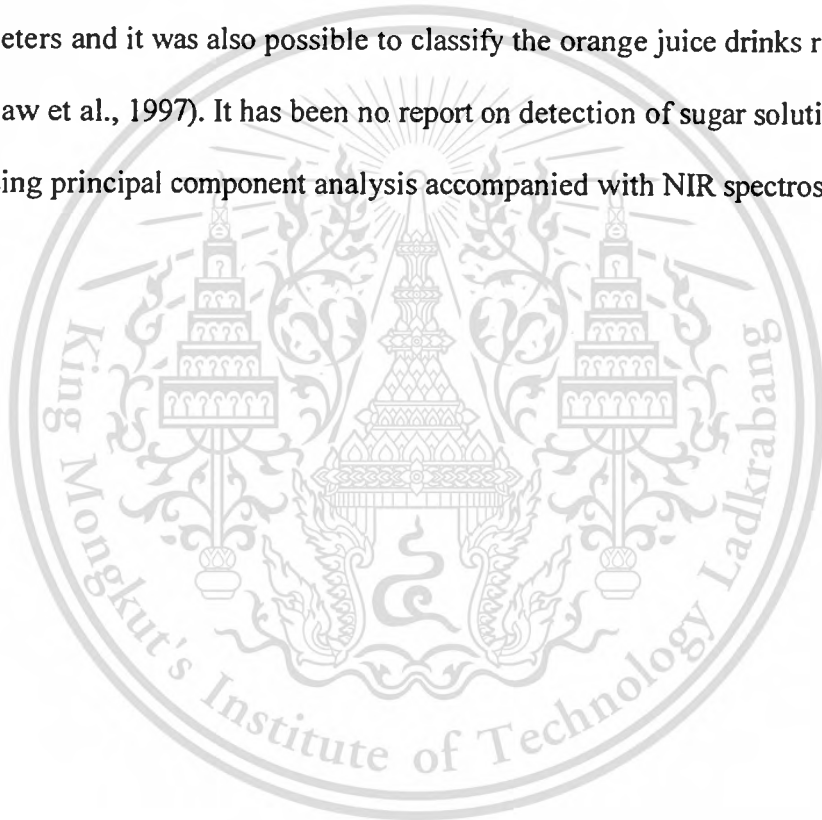 eters and it was also possible to classify the orange juice drinks r
aw et al., 1997). It has been no report on detection of sugar soluti
ing principal component analysis accompanied with NIR spectros
King Mongkut's Institute of Technology Ladkrabang